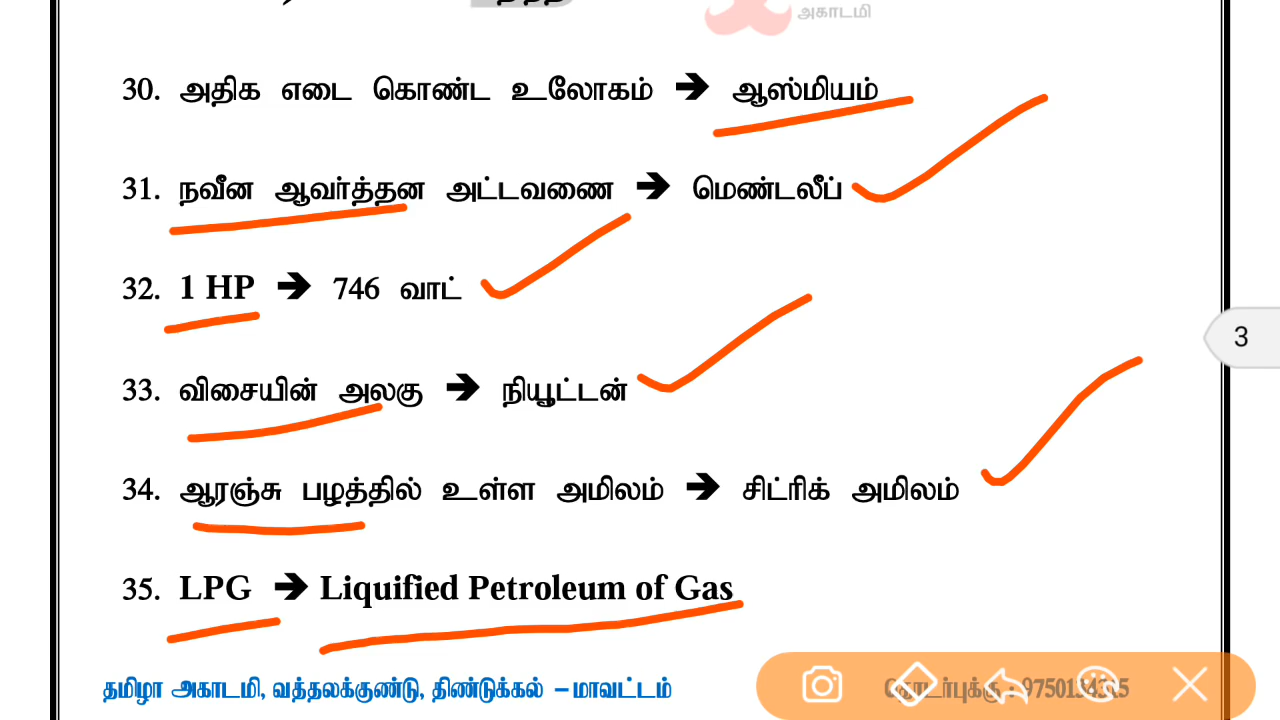 அகாடமி
30. அதிக எடை கொண்ட உலோகம் ➔ ஆஸ்மியம்
31. நவீன ஆவர்த்தன அட்டவணை ➔ மெண்டலீப்
32. 1 HP ➔ 746 வாட்
3
33. விசையின் அலகு ➔ நியூட்டன்
34. ஆரஞ்சு பழத்தில் உள்ள அமிலம் ➔ சிட்ரிக் அமிலம்
35. LPG ➔ Liquified Petroleum of Gas
தமிழா அகாடமி, வத்தலக்குண்டு, திண்டுக்கல் – மாவட்டம்